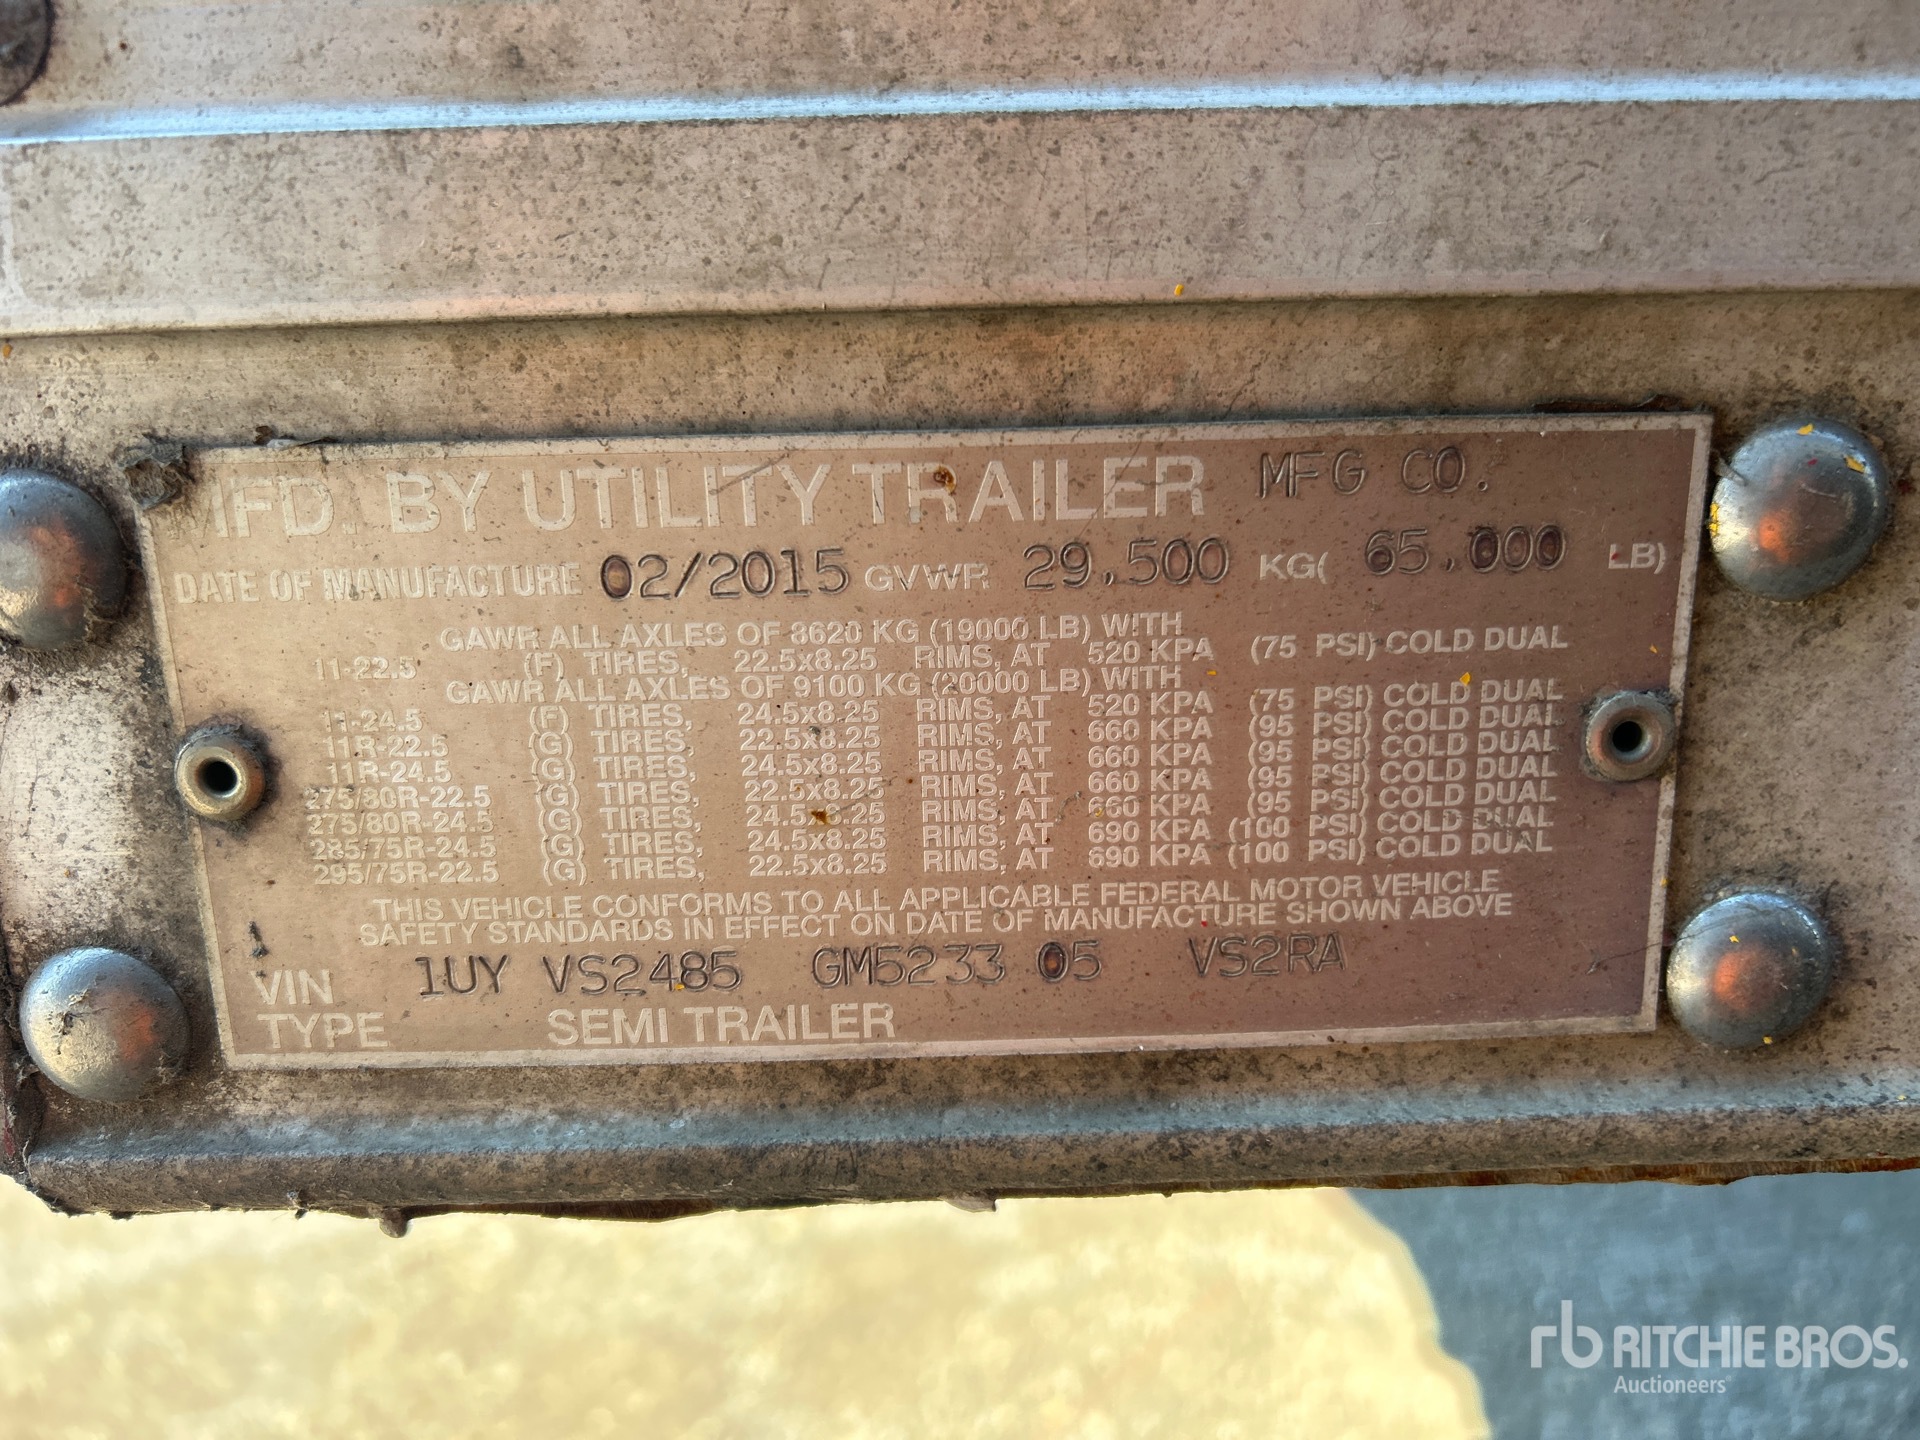 MFD. BY UTILITY TRAILER MFG CO.
DATE OF MANUFACTURE 02/2015 GVWR 29,500 KG( 65,000 LB)
GAWR ALL AXLES OF 8620 KG (19000 LB) WITH
11-22.5 (F) TIRES, 22.5x8.25 RIMS, AT 520 KPA (75 PSI) COLD DUAL
GAWR ALL AXLES OF 9100 KG (20000 LB) WITH
11-24.5 (F) TIRES, 24.5x8.25 RIMS, AT 520 KPA (75 PSI) COLD DUAL
11R-22.5 (G) TIRES, 22.5x8.25 RIMS, AT 660 KPA (95 PSI) COLD DUAL
11R-24.5 (G) TIRES, 24.5x8.25 RIMS, AT 660 KPA (95 PSI) COLD DUAL
275/80R-22.5 (G) TIRES, 22.5x8.25 RIMS, AT 660 KPA (95 PSI) COLD DUAL
275/80R-24.5 (G) TIRES, 24.5x8.25 RIMS, AT 660 KPA (95 PSI) COLD DUAL
285/75R-24.5 (G) TIRES, 24.5x8.25 RIMS, AT 690 KPA (100 PSI) COLD DUAL
295/75R-22.5 (G) TIRES, 22.5x8.25 RIMS, AT 690 KPA (100 PSI) COLD DUAL
THIS VEHICLE CONFORMS TO ALL APPLICABLE FEDERAL MOTOR VEHICLE
SAFETY STANDARDS IN EFFECT ON DATE OF MANUFACTURE SHOWN ABOVE
VIN 1UY VS2485 GM5233 05 VS2RA
TYPE SEMI TRAILER
rb RITCHIE BROS.
Auctioneers